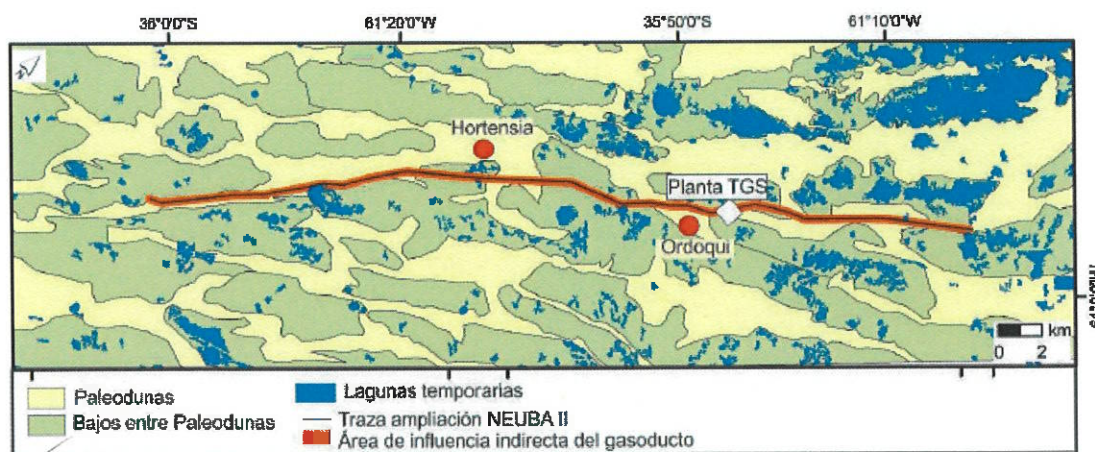 36°0'0"S 61°20'0"W 35°50'0"S 61°10'0"W
Hortensia
Planta TGS
Ordoqui
km
0 2
Paleodunas
Bajos entre Paleodunas
Lagunas temporarias
Traza ampliación NEUBA II
Área de influencia indirecta del gasoducto